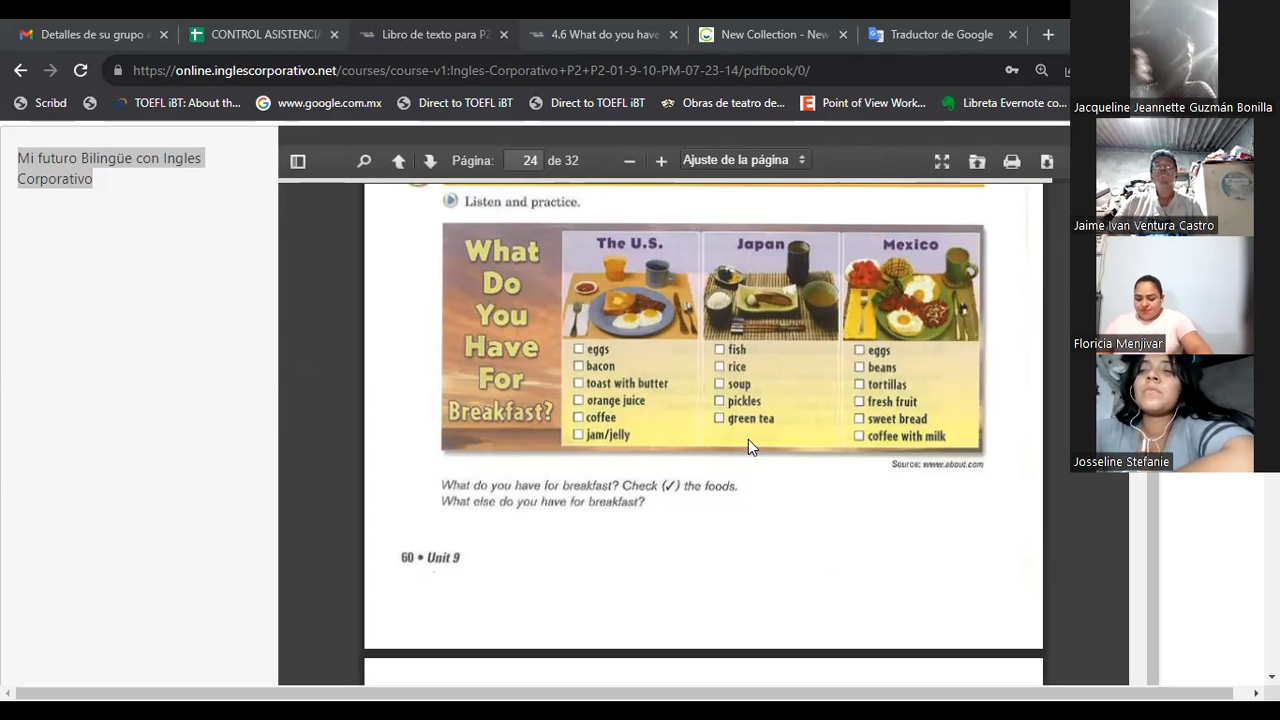 Detalles de su grupo a
CONTROL ASISTENCIA
Libro de texto para P2
4.6 What do you have
New Collection - New
Traductor de Google
https://online.inglescorporativo.net/courses/course-v1:Ingles-Corporativo+P2+P2-01-9-10-PM-07-23-14/pdfbook/0/
Scribd
TOEFL iBT: About th...
www.google.com.mx
Direct to TOEFL iBT
Direct to TOEFL iBT
Obras de teatro de...
Point of View Work...
Libreta Evernote co...
Mi futuro Bilingüe con Ingles
Corporativo
Página: 24 de 32
Ajuste de la página
Listen and practice.
What
Do
You
Have
For
Breakfast?
The U.S.
eggs
bacon
toast with butter
orange juice
coffee
jam/jelly
Japan
fish
rice
soup
pickles
green tea
Mexico
eggs
beans
tortillas
fresh fruit
sweet bread
coffee with milk
Source: www.about.com
What do you have for breakfast? Check (✓) the foods.
What else do you have for breakfast?
60 • Unit 9
Jacqueline Jeannette Guzmán Bonilla
Jaime Ivan Ventura Castro
Floricia Menjivar
Josseline Stefanie